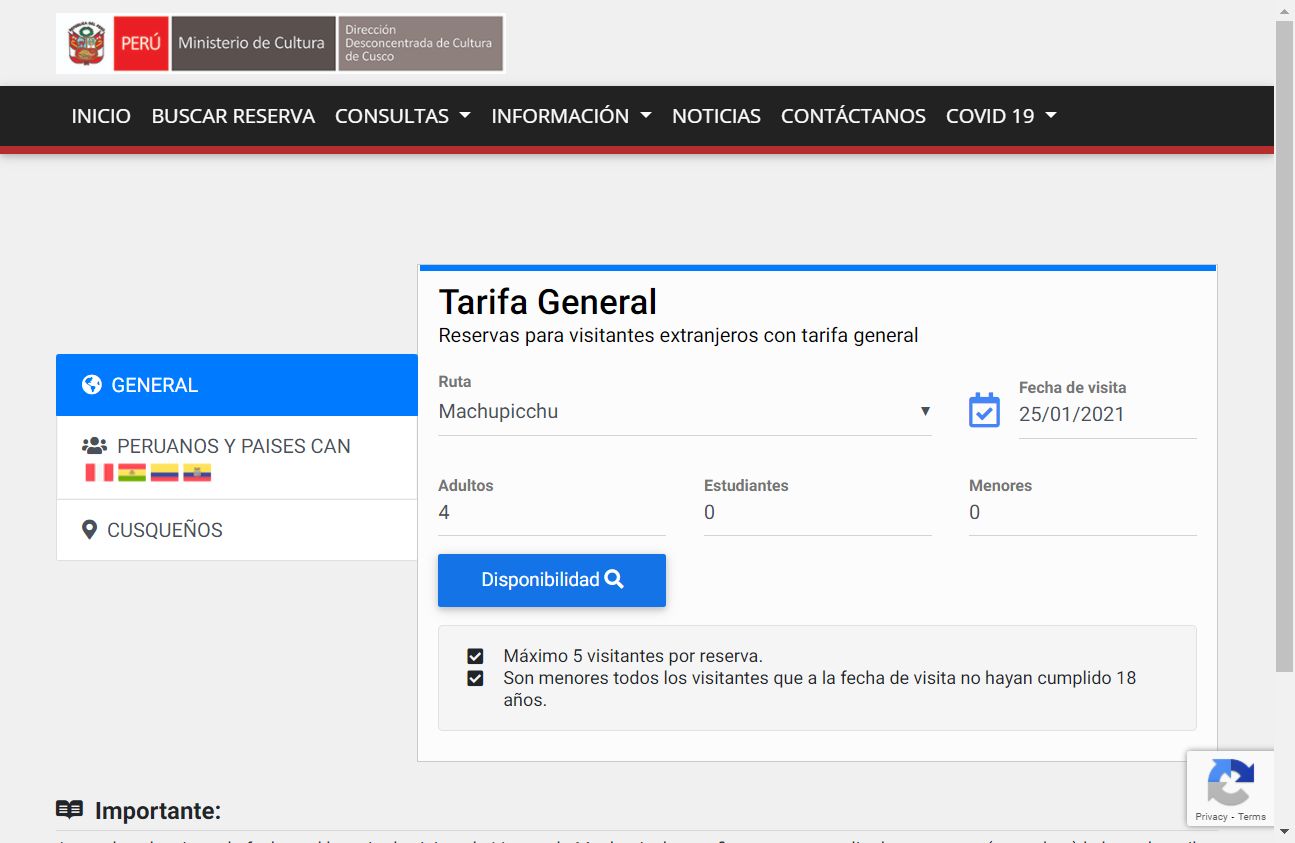 PERÚ
Ministerio de Cultura
Dirección
Desconcentrada de Cultura
de Cusco
INICIO BUSCAR RESERVA CONSULTAS INFORMACIÓN NOTICIAS CONTÁCTANOS COVID 19
GENERAL
PERUANOS Y PAISES CAN
CUSQUEÑOS
Tarifa General
Reservas para visitantes extranjeros con tarifa general
Ruta
Machupicchu
Fecha de visita
25/01/2021
Adultos
4
Estudiantes
0
Menores
0
Disponibilidad
Máximo 5 visitantes por reserva.
Son menores todos los visitantes que a la fecha de visita no hayan cumplido 18
años.
Privacy - Terms
Importante: